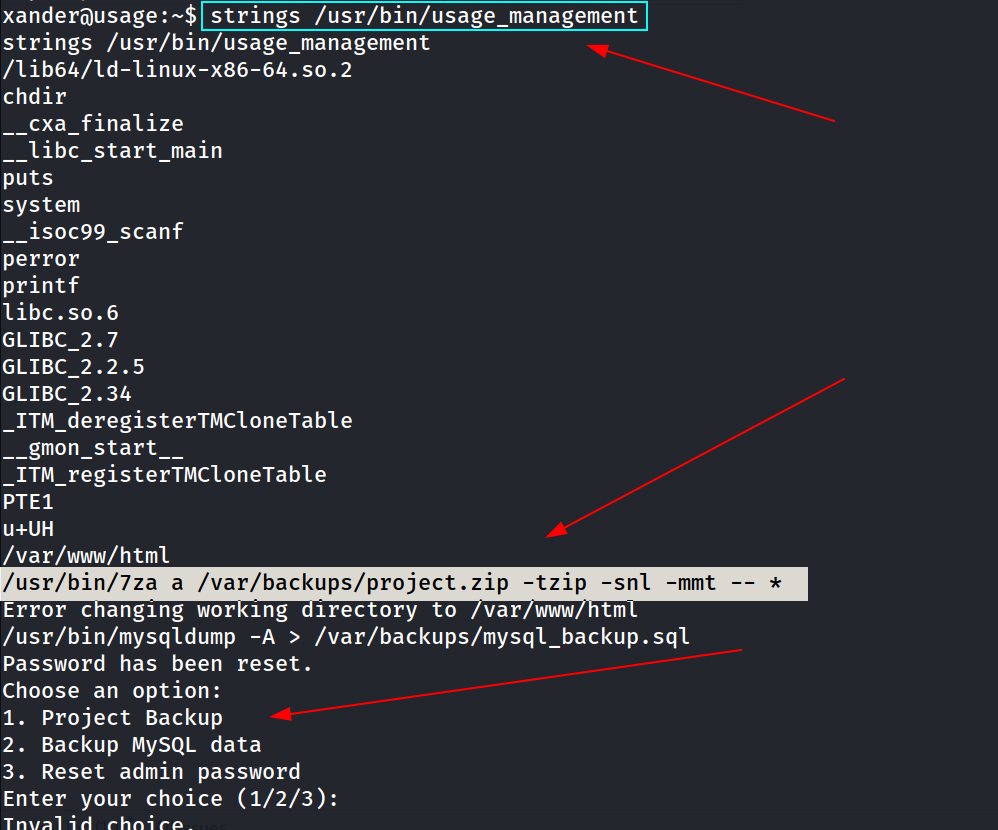 xander@usage:~$ strings /usr/bin/usage_management
strings /usr/bin/usage_management
/lib64/ld-linux-x86-64.so.2
chdir
__cxa_finalize
__libc_start_main
puts
system
__isoc99_scanf
perror
printf
libc.so.6
GLIBC_2.7
GLIBC_2.2.5
GLIBC_2.34
_ITM_deregisterTMCloneTable
__gmon_start__
_ITM_registerTMCloneTable
PTE1
u+UH
/var/www/html
/usr/bin/7za a /var/backups/project.zip -tzip -snl -mmt -- *
Error changing working directory to /var/www/html
/usr/bin/mysqldump -A > /var/backups/mysql_backup.sql
Password has been reset.
Choose an option:
1. Project Backup
2. Backup MySQL data
3. Reset admin password
Enter your choice (1/2/3):
Invalid choice.